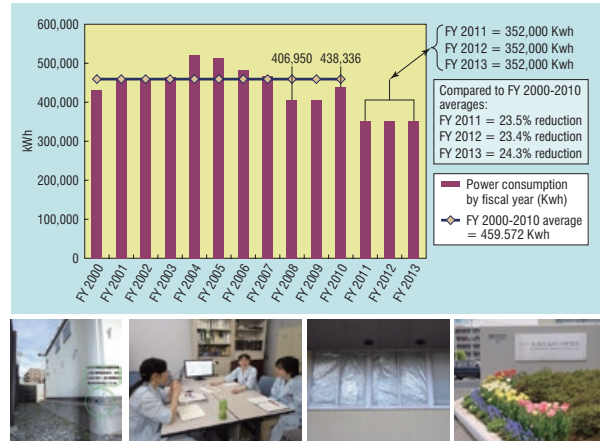 600,000
500,000
400,000
300,000
200,000
100,000
0
kWh
406,950 438,336
FY 2000
FY 2001
FY 2002
FY 2003
FY 2004
FY 2005
FY 2006
FY 2007
FY 2008
FY 2009
FY 2010
FY 2011
FY 2012
FY 2013
FY 2011 = 352,000 Kwh
FY 2012 = 352,000 Kwh
FY 2013 = 352,000 Kwh
Compared to FY 2000-2010
averages:
FY 2011 = 23.5% reduction
FY 2012 = 23.4% reduction
FY 2013 = 24.3% reduction
Power consumption
by fiscal year (Kwh)
FY 2000-2010 average
= 459.572 Kwh